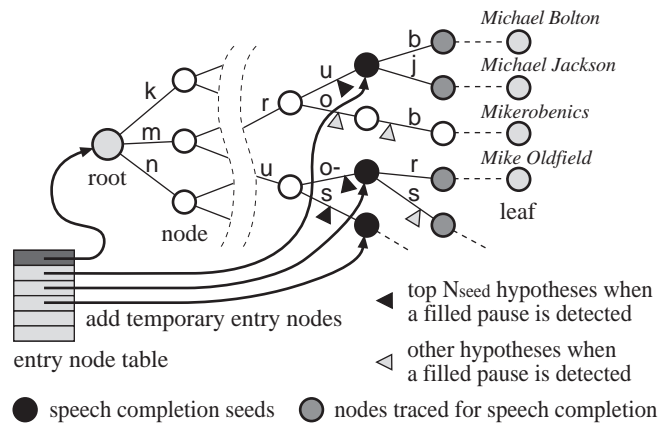 Michael Bolton
b
u
j
Michael Jackson
k
r
o
b
Mikerobenics
m
root
n
u
o-
r
Mike Oldfield
s
s
leaf
node
add temporary entry nodes
entry node table
top Nseed hypotheses when
a filled pause is detected
other hypotheses when
a filled pause is detected
speech completion seeds
nodes traced for speech completion